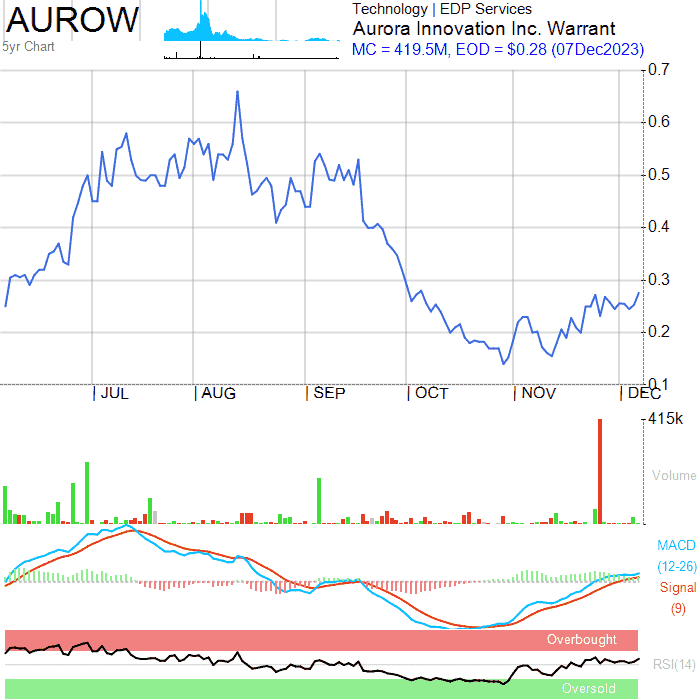 AUROW
5yr Chart
Technology | EDP Services
Aurora Innovation Inc. Warrant
MC = 419.5M, EOD = $0.28 (07Dec2023)
0.7
0.6
0.5
0.4
0.3
0.2
0.1
JUL
AUG
SEP
OCT
NOV
DEC
415k
Volume
MACD
(12-26)
Signal
(9)
Overbought
RSI(14)
Oversold